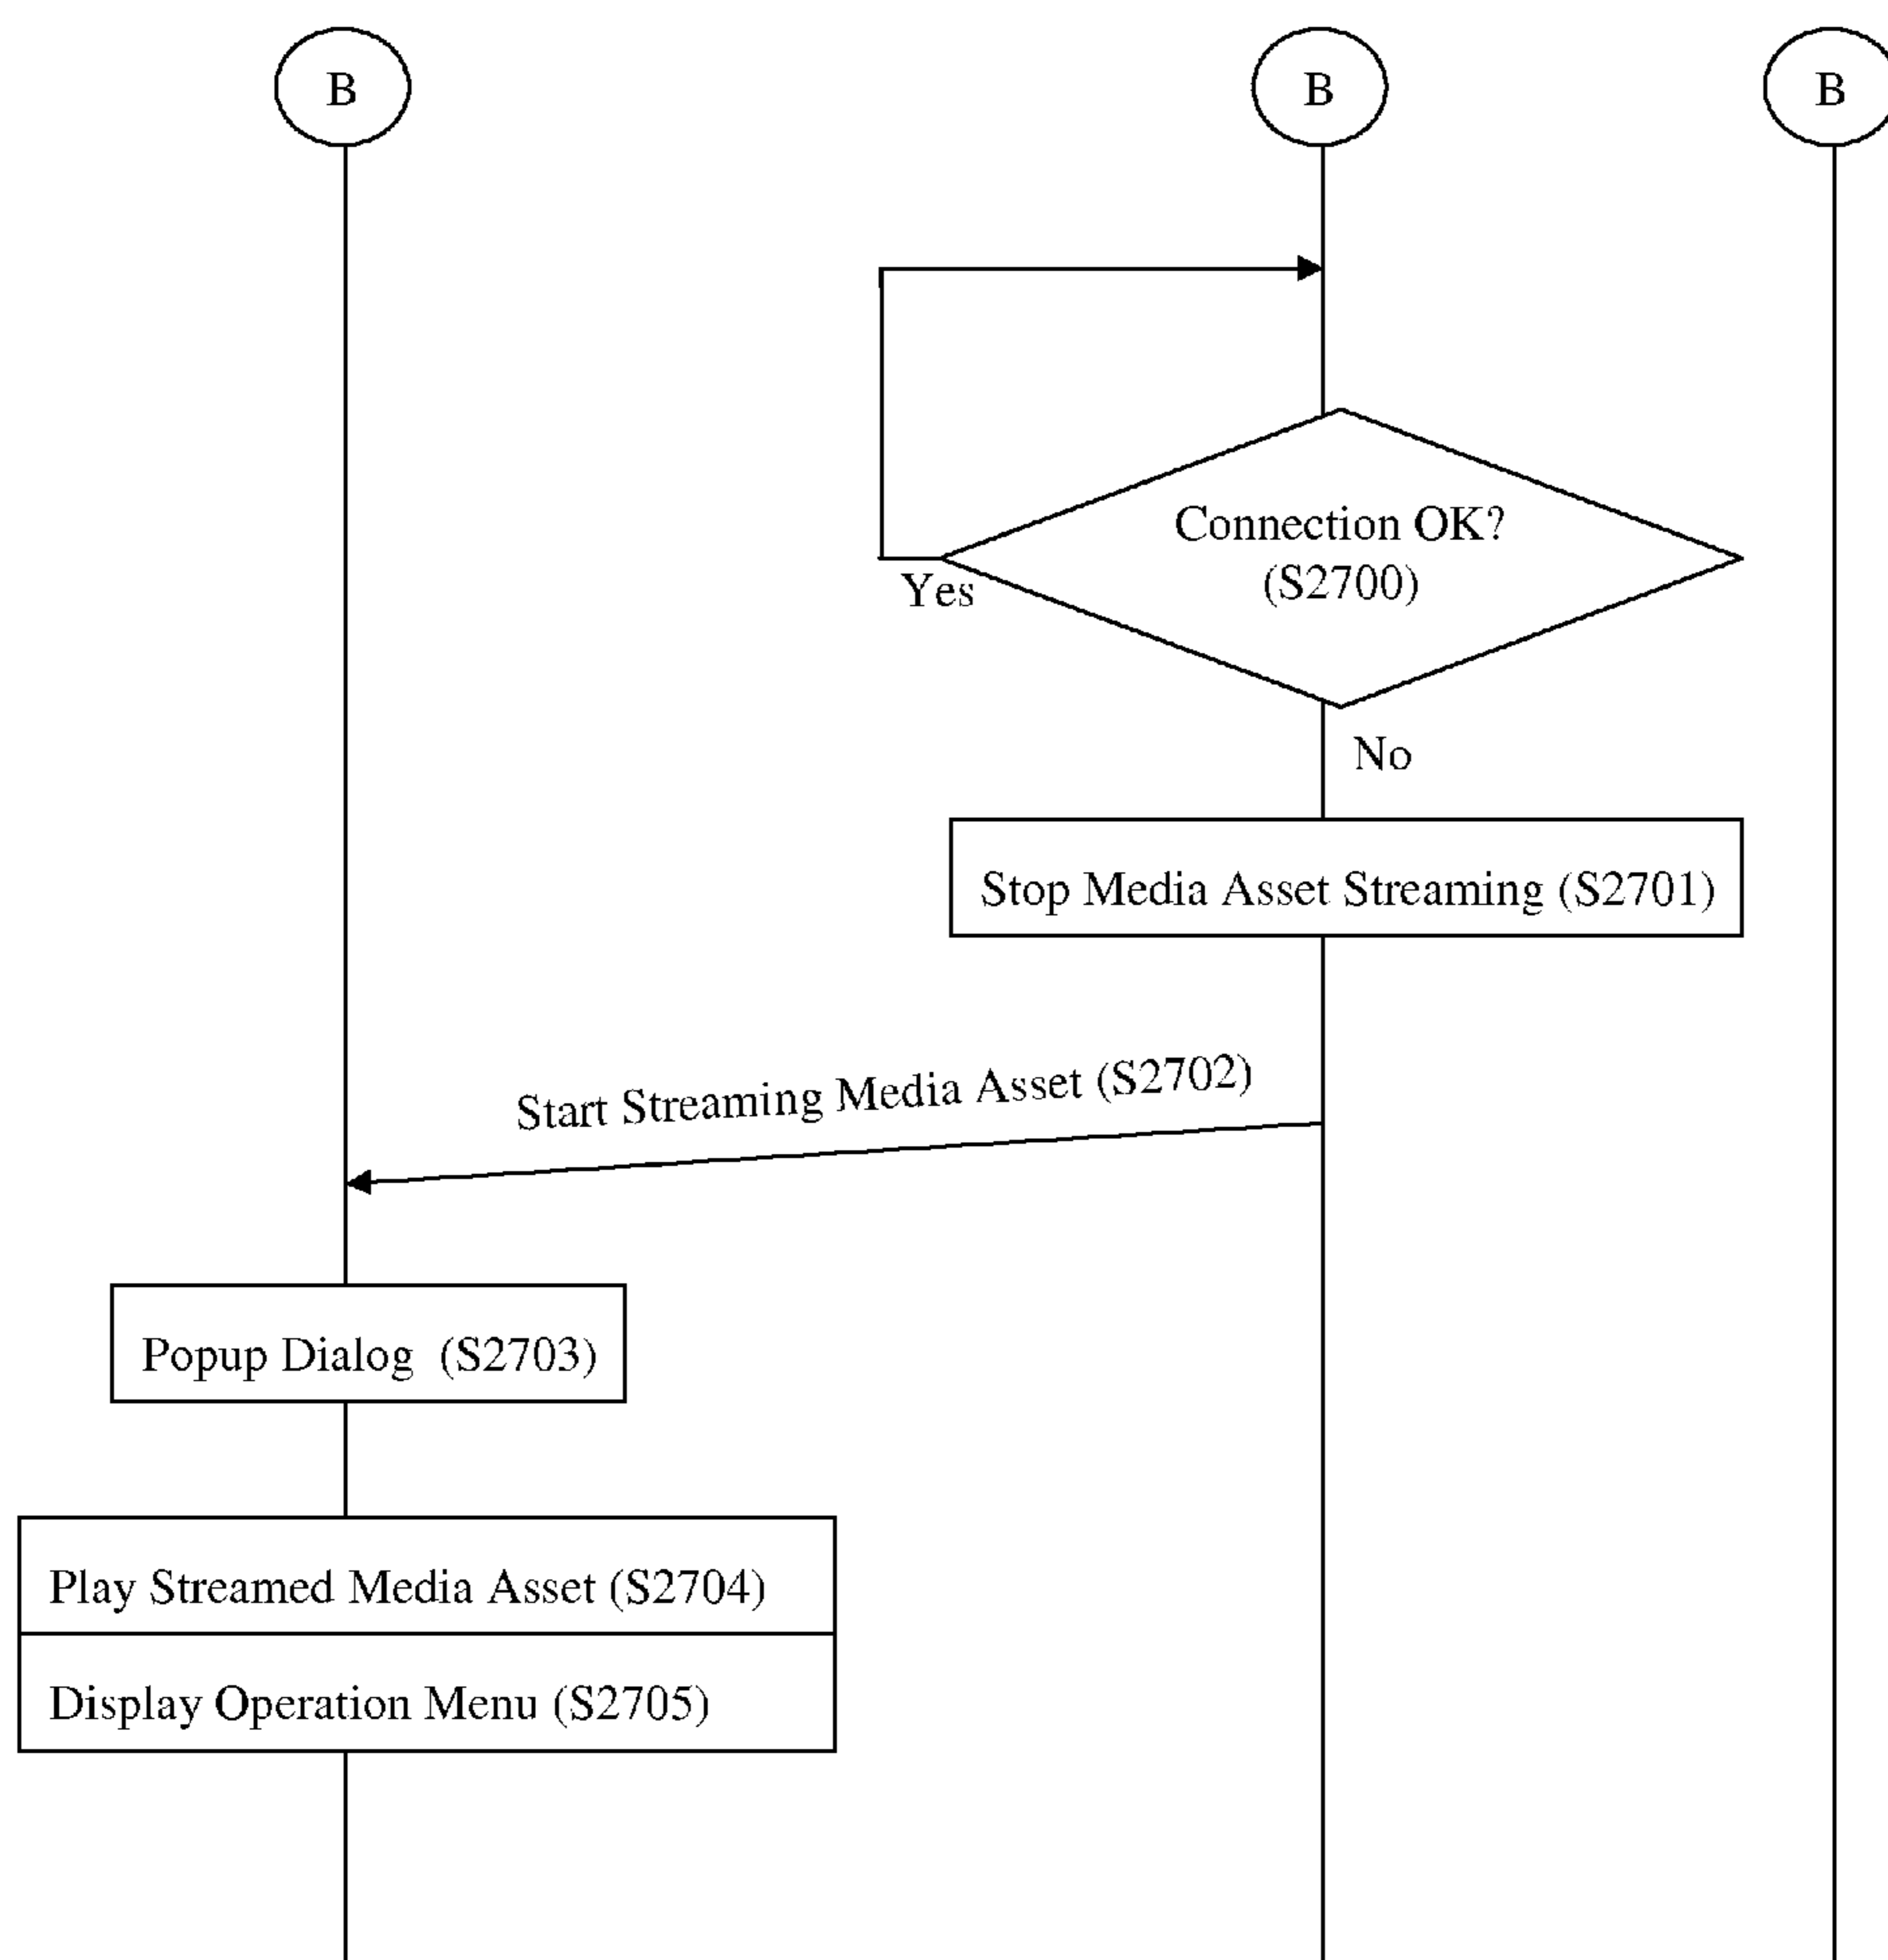 B
B
B
Connection OK?
(S2700)
Yes
No
Stop Media Asset Streaming (S2701)
Start Streaming Media Asset (S2702)
Popup Dialog (S2703)
Play Streamed Media Asset (S2704)
Display Operation Menu (S2705)